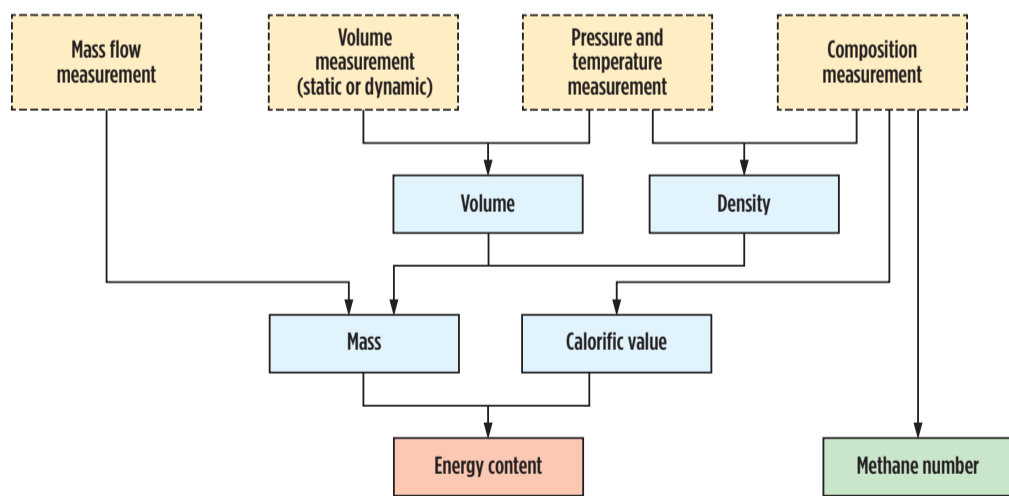 Mass flow
measurement
Volume
measurement
(static or dynamic)
Pressure and
temperature
measurement
Composition
measurement
Volume
Density
Mass
Calorific value
Energy content
Methane number